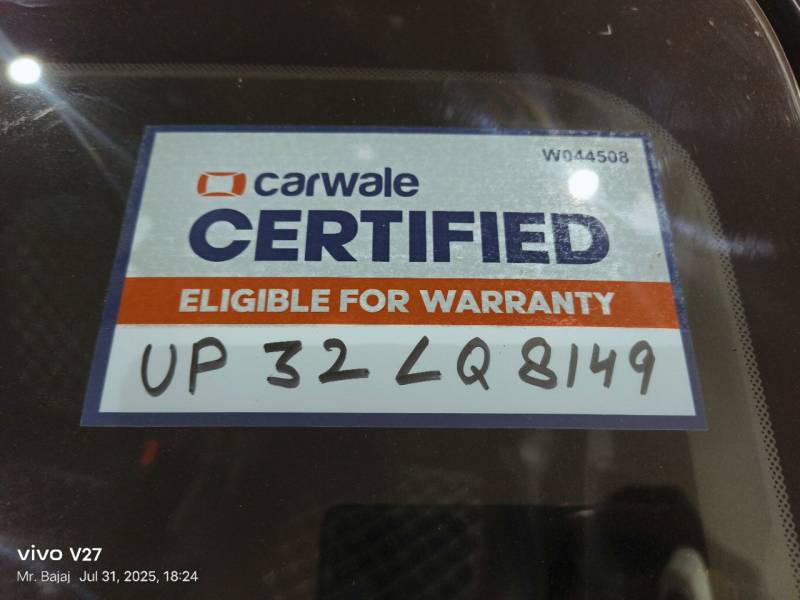 W044508
carwale
CERTIFIED
ELIGIBLE FOR WARRANTY
UP 32 LQ 8149
vivo V27
Mr. Bajaj Jul 31, 2025, 18:24